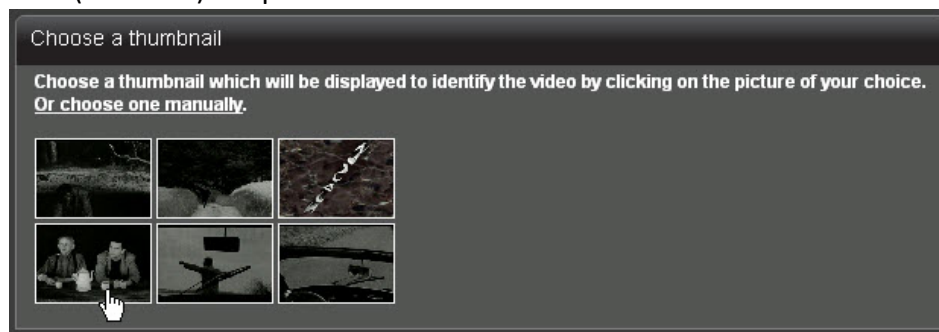 Choose a thumbnail
Choose a thumbnail which will be displayed to identify the video by clicking on the picture of your choice.
Or choose one manually.